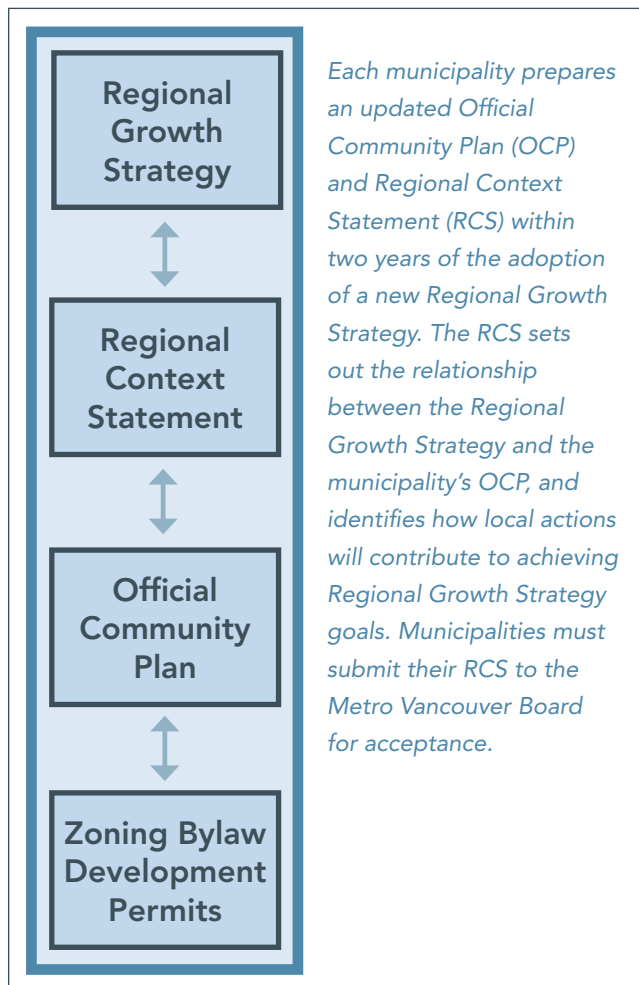 Regional
Growth
Strategy
Regional
Context
Statement
Official
Community
Plan
Zoning Bylaw
Development
Permits
Each municipality prepares
an updated Official
Community Plan (OCP)
and Regional Context
Statement (RCS) within
two years of the adoption
of a new Regional Growth
Strategy. The RCS sets
out the relationship
between the Regional
Growth Strategy and the
municipality’s OCP, and
identifies how local actions
will contribute to achieving
Regional Growth Strategy
goals. Municipalities must
submit their RCS to the
Metro Vancouver Board
for acceptance.